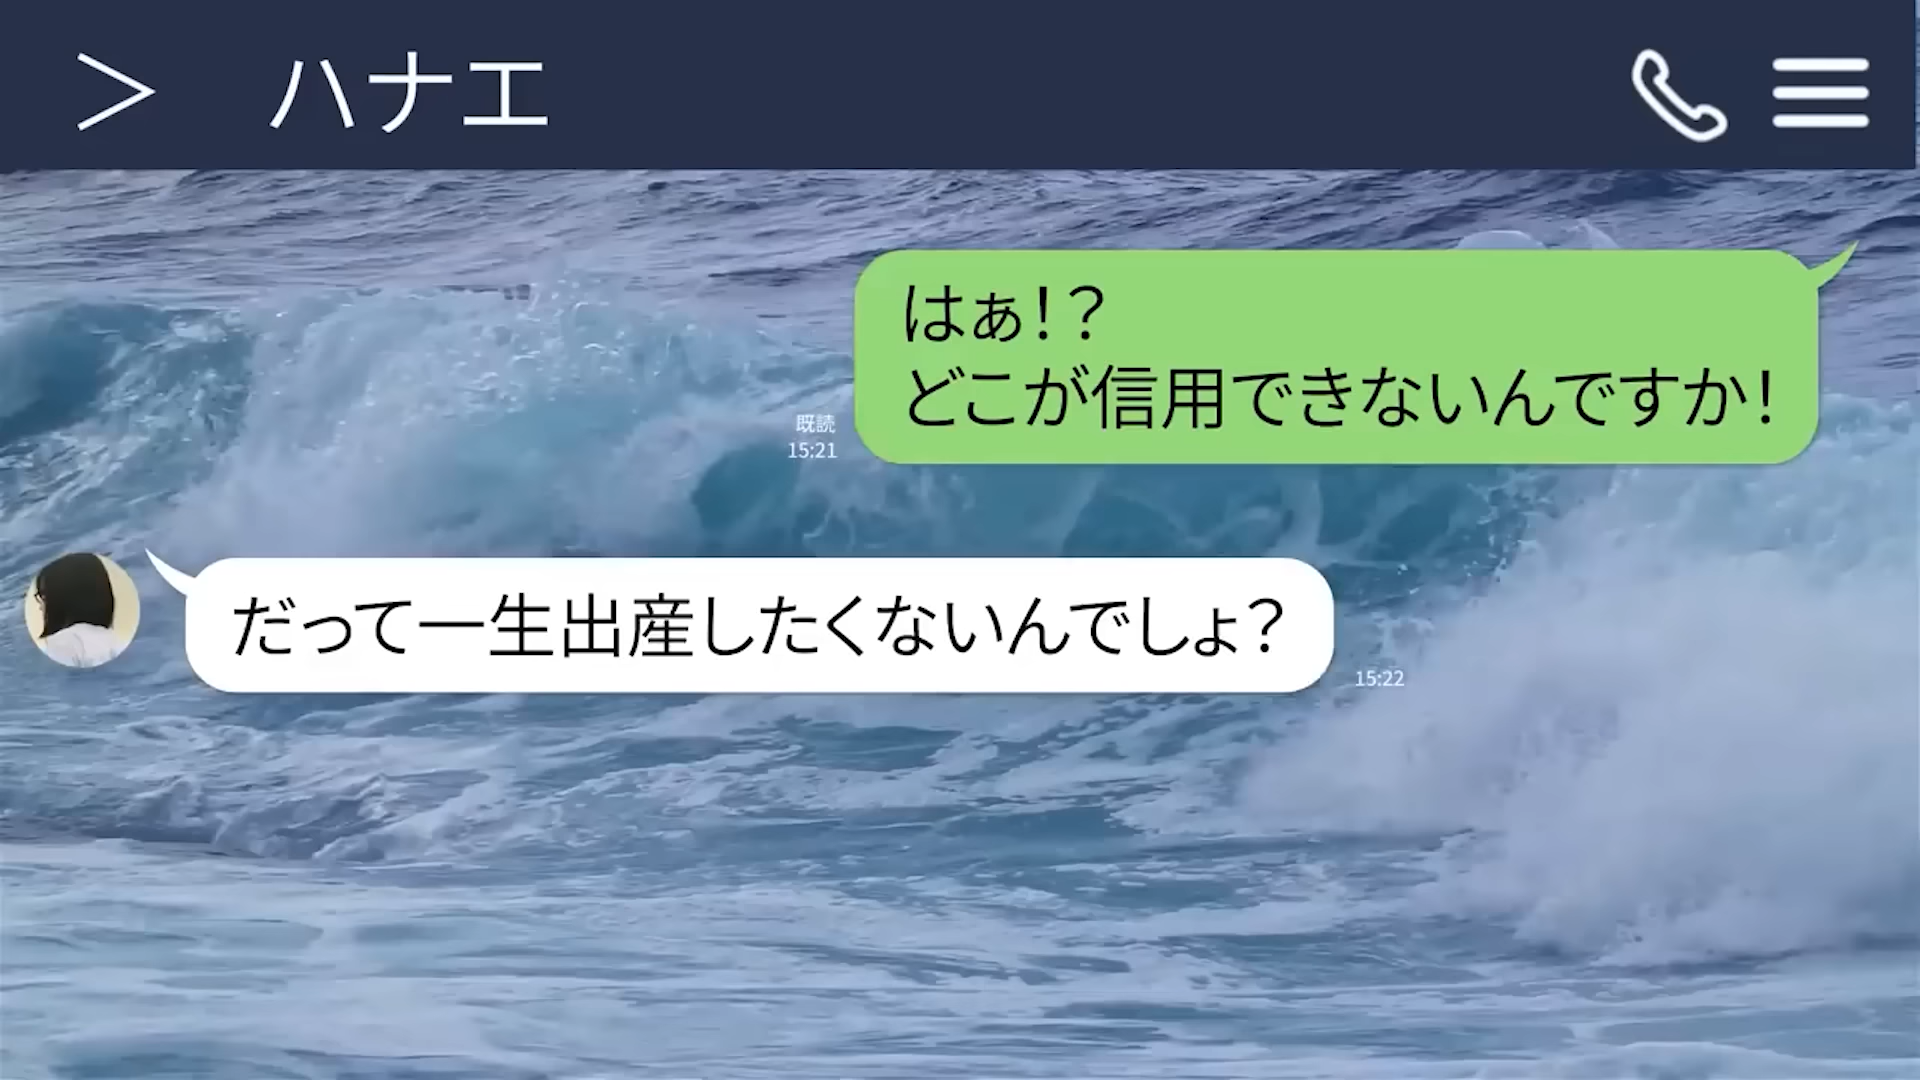 ＞ ハナエ
はぁ！？
どこが信用できないんですか！
既読
15:21
だって一生出産したくないんでしょ？
15:22